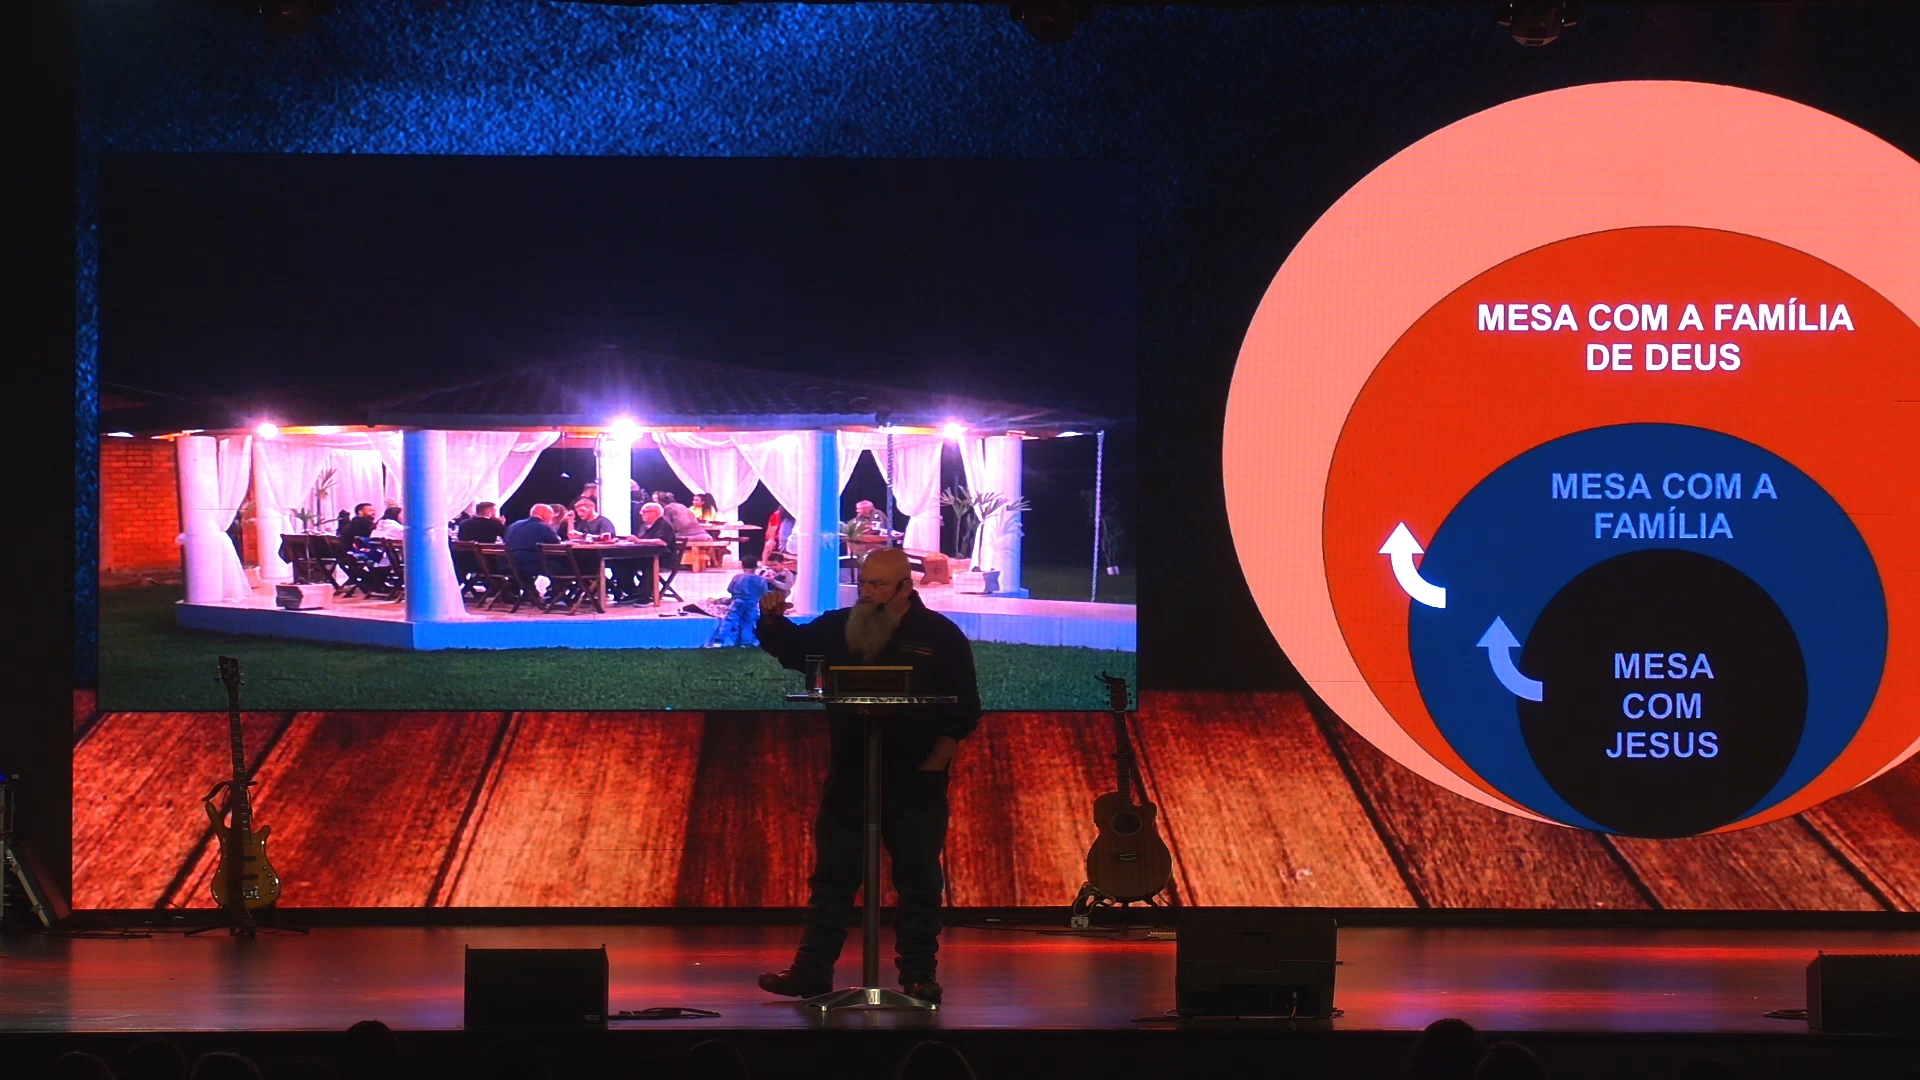 MESA COM A FAMÍLIA
DE DEUS
MESA COM A
FAMÍLIA
MESA
COM
JESUS